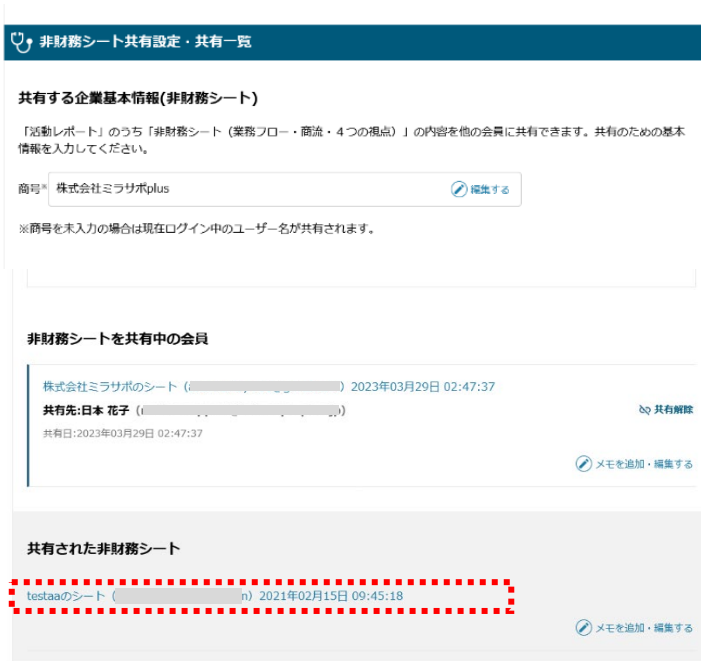 非財務シート共有設定・共有一覧
共有する企業基本情報(非財務シート)
「活動レポート」のうち「非財務シート（業務フロー・商流・４つの視点）」の内容を他の会員に共有できます。共有のための基本
情報を入力してください。
商号※ 株式会社ミラサポplus 編集する
※商号を未入力の場合は現在ログイン中のユーザー名が共有されます。
非財務シートを共有中の会員
株式会社ミラサポのシート（ ）2023年03月29日 02:47:37
共有先:日本 花子（ ）
共有解除
共有日:2023年03月29日 02:47:37
メモを追加・編集する
共有された非財務シート
testaaのシート（ n）2021年02月15日 09:45:18
メモを追加・編集する